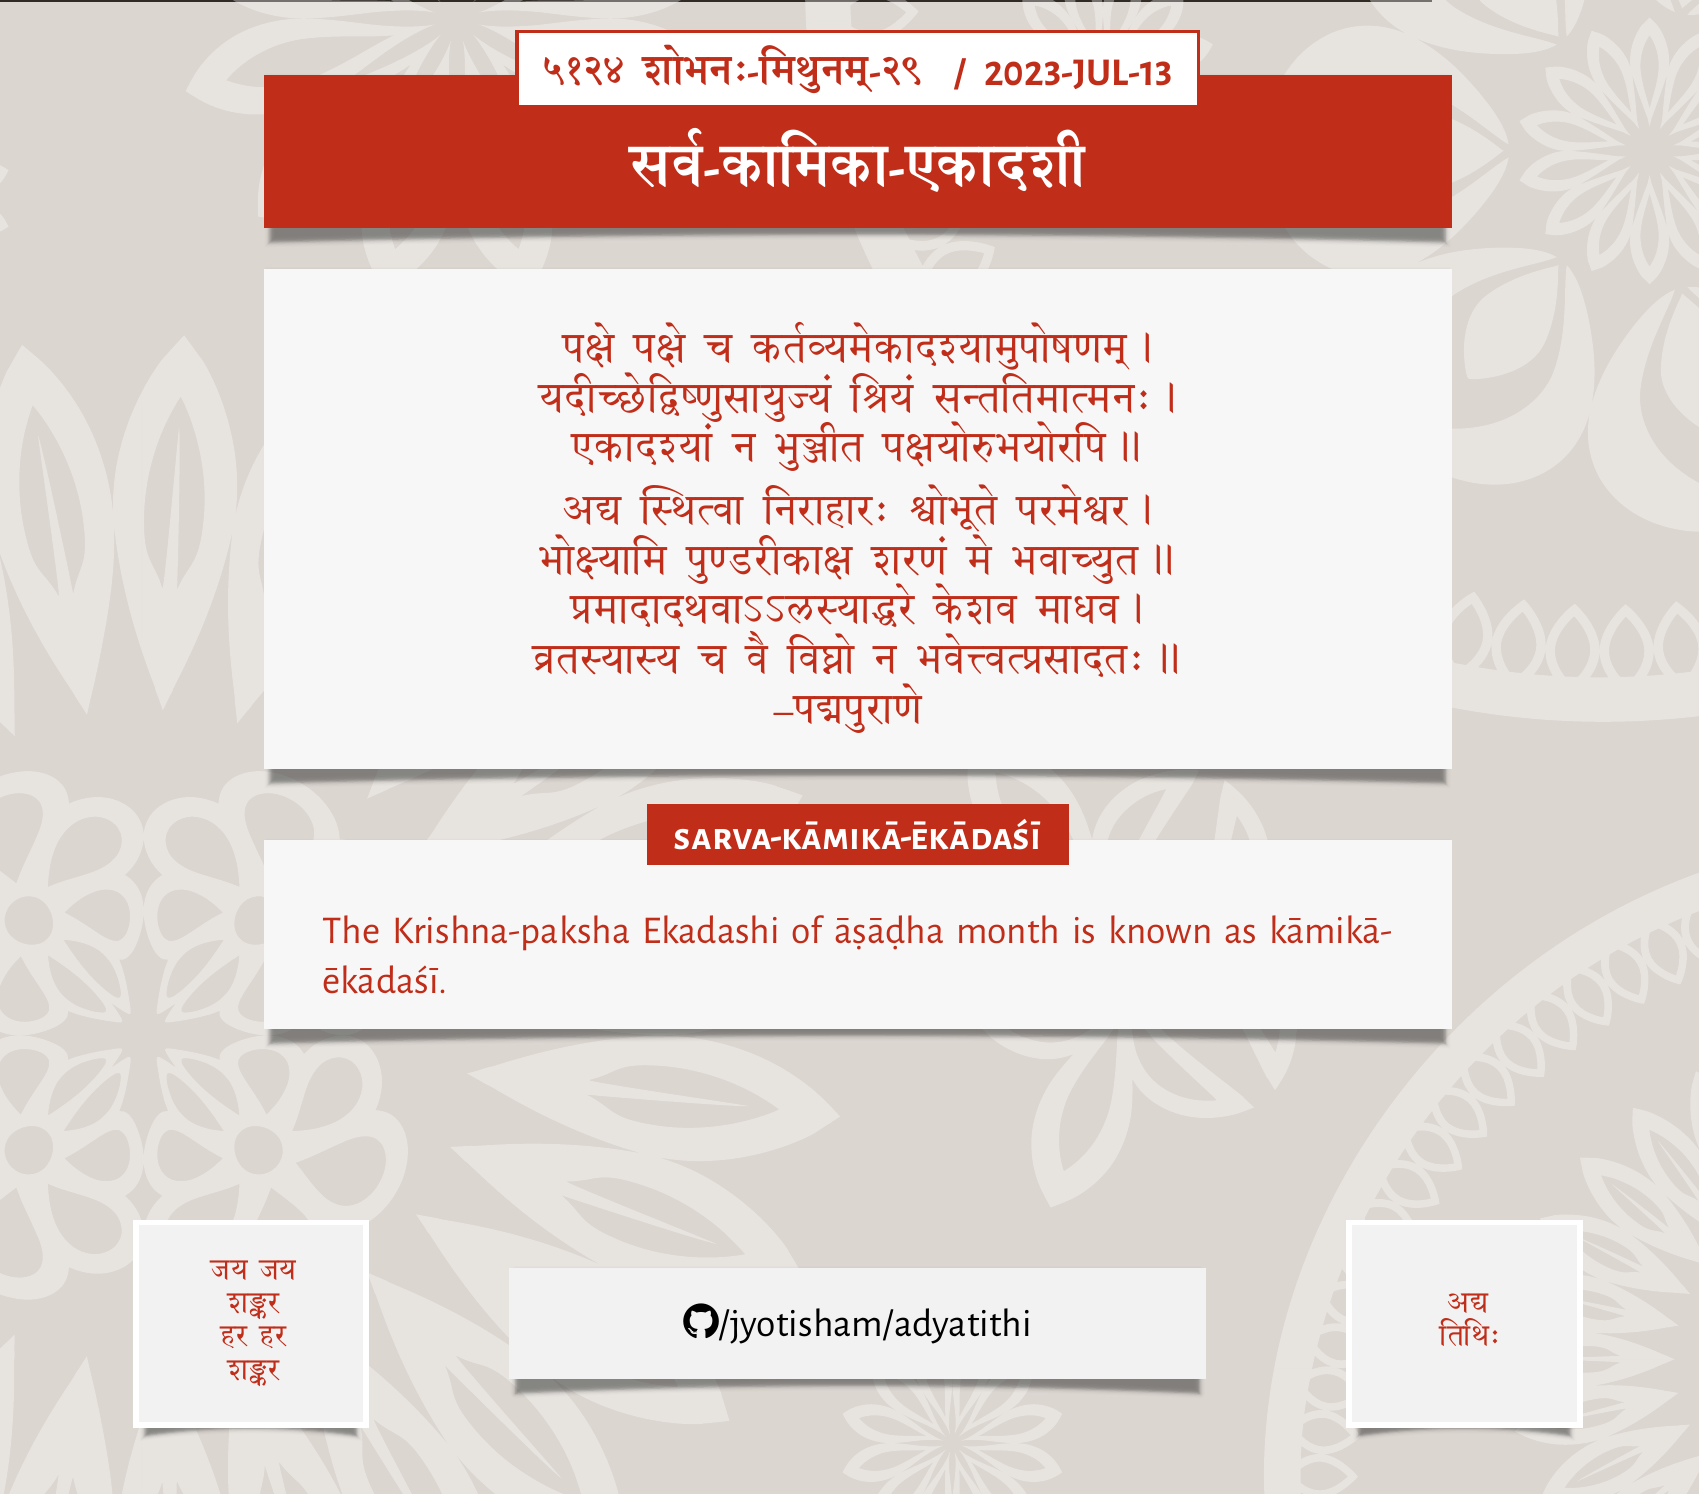 ५१२४ शोभनः-मिथुनम्-२९ / 2023-JUL-13
सर्व-कामिका-एकादशी
पक्षे पक्षे च कर्तव्यमेकादश्यामुपोषणम् ।
यदीच्छेद्विष्णुसायुज्यं श्रियं सन्ततिमात्मनः ।
एकादश्यां न भुञ्जीत पक्षयोरुभयोरपि ॥
अद्य स्थित्वा निराहारः श्वोभूते परमेश्वर ।
भोक्ष्यामि पुण्डरीकाक्ष शरणं मे भवाच्युत ॥
प्रमादादथवाऽऽलस्याद्धरे केशव माधव ।
व्रतस्यास्य च वै विघ्नो न भवेत्त्वत्प्रसादतः ॥
–पद्मपुराणे
SARVA-KĀMIKĀ-ĒKĀDAŚĪ
The Krishna-paksha Ekadashi of āṣāḍha month is known as kāmikā-
ēkādaśī.
जय जय
शङ्कर
हर हर
शङ्कर
/jyotisham/adyatithi
अद्य
तिथिः